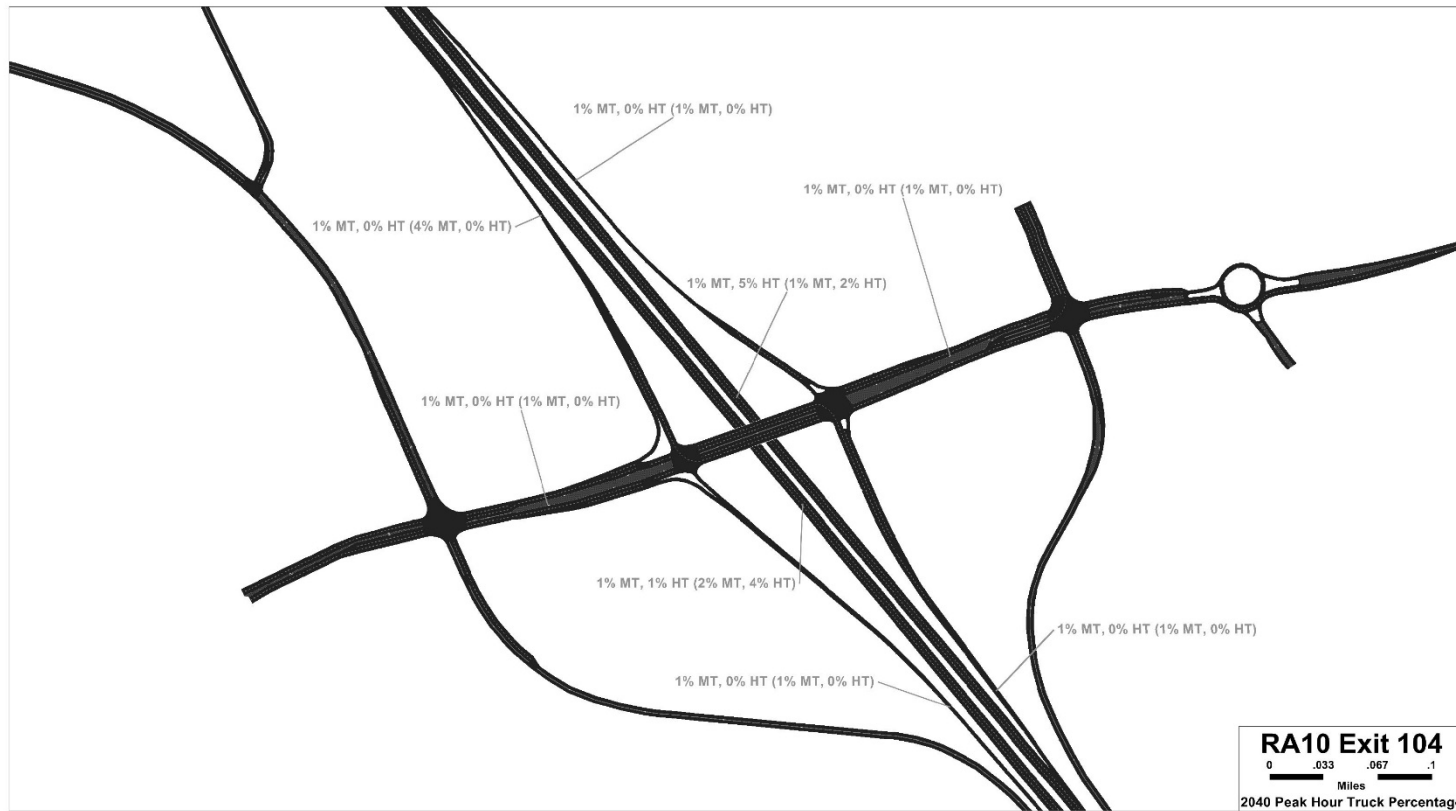 1% MT, 0% HT (1% MT, 0% HT)
1% MT, 0% HT (1% MT, 0% HT)
1% MT, 0% HT (4% MT, 0% HT)
1% MT, 5% HT (1% MT, 2% HT)
1% MT, 0% HT (1% MT, 0% HT)
1% MT, 1% HT (2% MT, 4% HT)
1% MT, 0% HT (1% MT, 0% HT)
1% MT, 0% HT (1% MT, 0% HT)
RA10 Exit 104
0 .033 .067 .1
Miles
2040 Peak Hour Truck Percentag